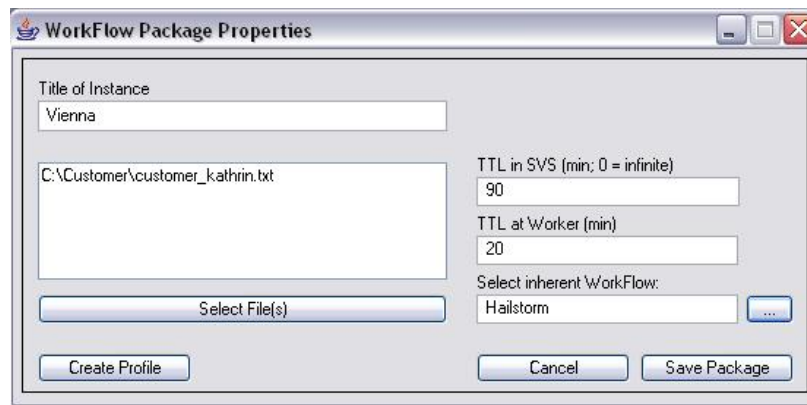 WorkFlow Package Properties
Title of Instance
Vienna
C:\Customer\customer_kathrin.txt
Select File(s)
Create Profile
TTL in SVS (min; 0 = infinite)
90
TTL at Worker (min)
20
Select inherent WorkFlow:
Hailstorm
...
Cancel
Save Package